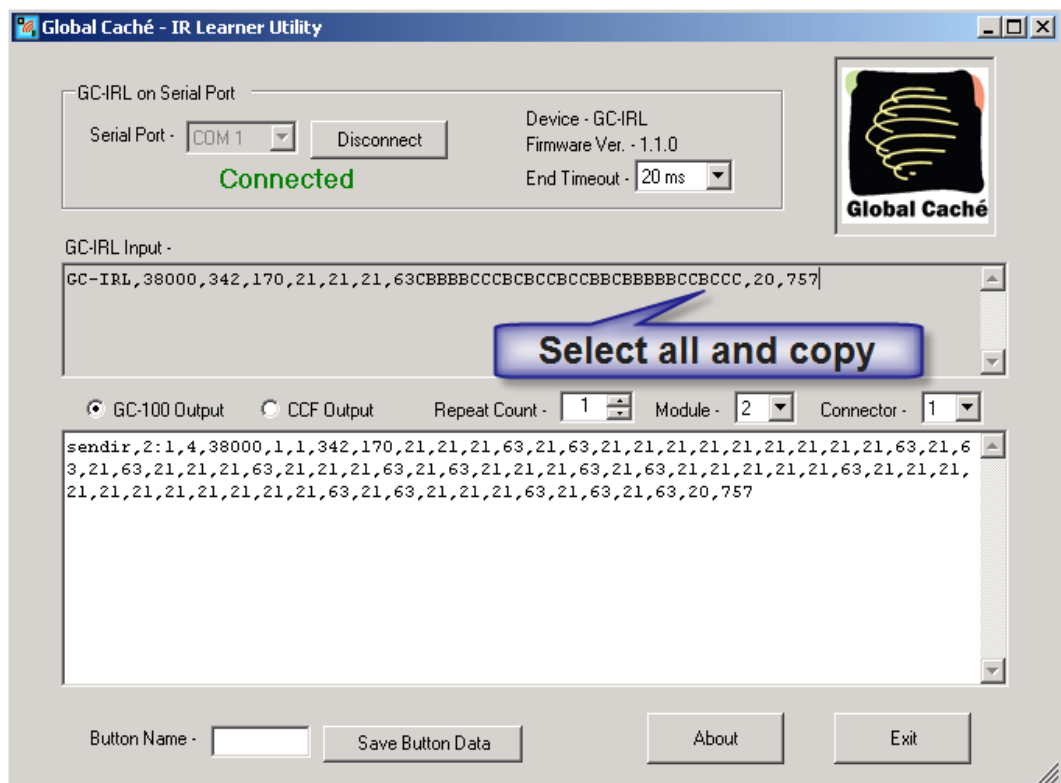 Global Caché - IR Learner Utility
GC-IRL on Serial Port
Serial Port - COM 1 Disconnect
Connected
Device - GC-IRL
Firmware Ver. - 1.1.0
End Timeout - 20 ms
Global Caché
GC-IRL Input -
GC-IRL,38000,342,170,21,21,21,63CBBBBCCCBCBCCBCCBBCBBBBBCCBCCC,20,757
Select all and copy
GC-100 Output CCF Output Repeat Count - 1 Module - 2 Connector - 1
sendir,2:1,4,38000,1,1,342,170,21,21,21,63,21,63,21,21,21,21,21,21,21,21,21,63,21,6
3,21,63,21,21,21,63,21,21,21,63,21,63,21,21,21,63,21,63,21,21,21,21,21,63,21,21,21,
21,21,21,21,21,21,21,21,63,21,63,21,21,21,63,21,63,21,63,20,757
Button Name - Save Button Data About Exit